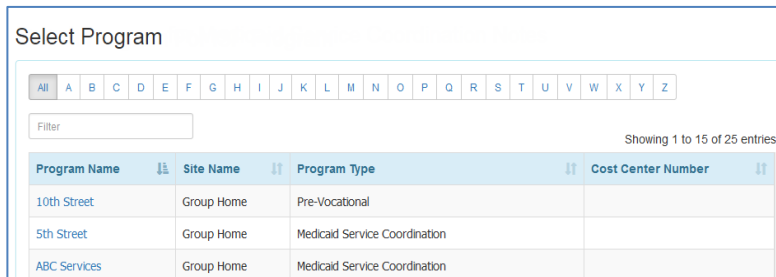 Select Program
All A B C D E F G H I J K L M N O P Q R S T U V W X Y Z
Filter
Showing 1 to 15 of 25 entries
Program Name Site Name Program Type Cost Center Number
10th Street Group Home Pre-Vocational
5th Street Group Home Medicaid Service Coordination
ABC Services Group Home Medicaid Service Coordination